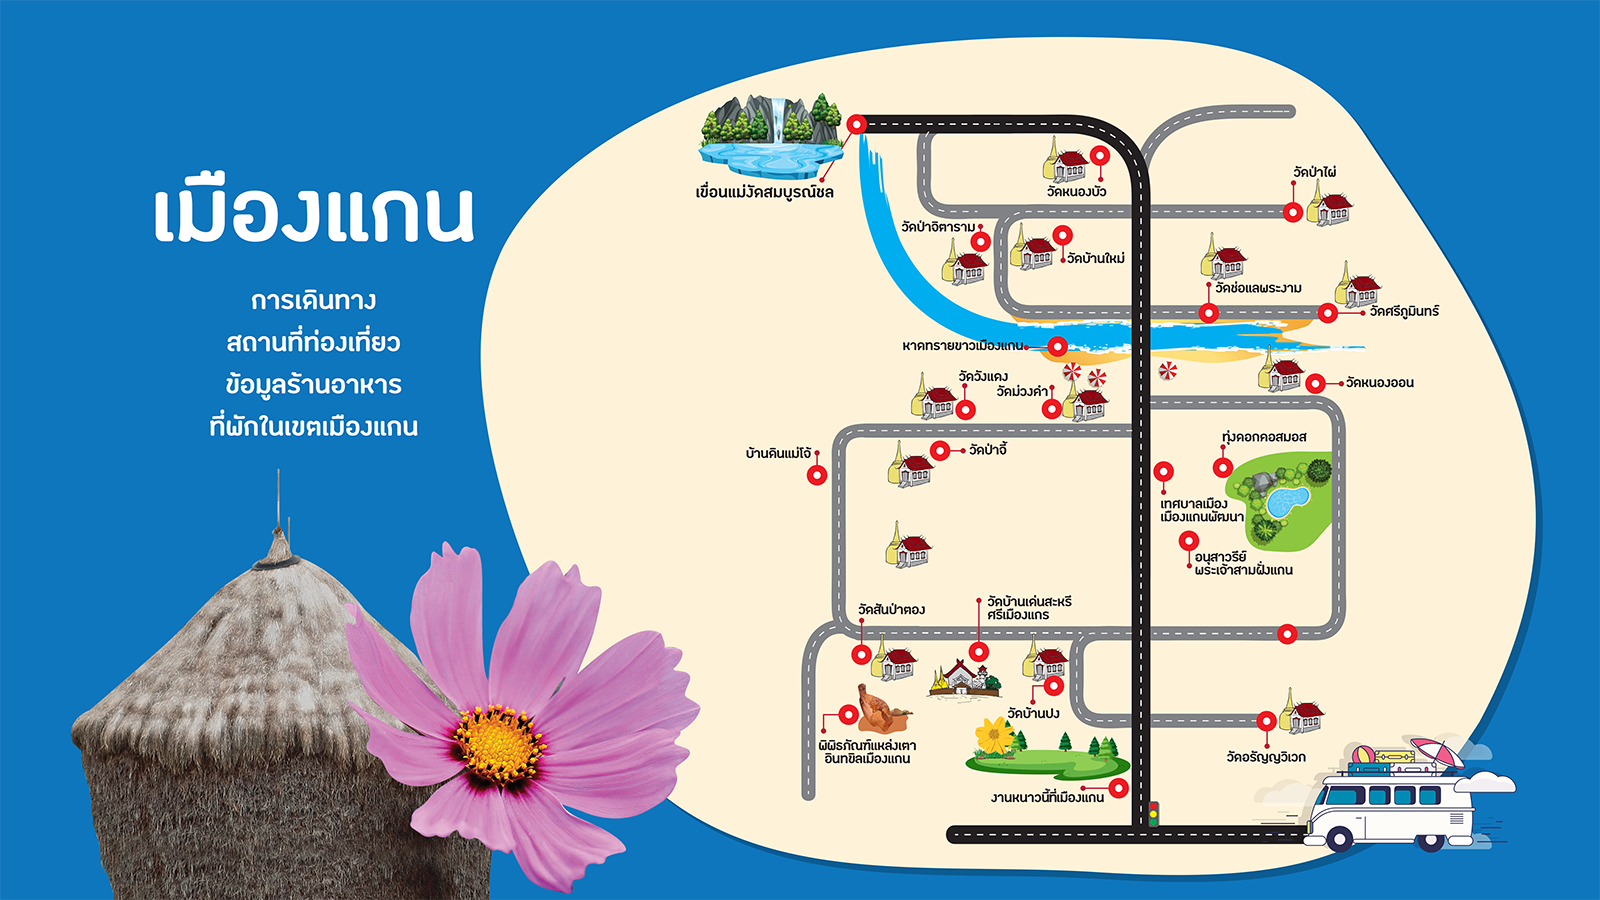 เมืองแกน
การเดินทาง
สถานที่ท่องเที่ยว
ข้อมูลร้านอาหาร
ที่พักในเขตเมืองแกน
เขื่อนแม่งัดสมบูรณ์ชล
วัดหนองบัว
วัดป่าไผ่
วัดป่าจิตาราม
วัดบ้านใหม่
วัดช่อแลพระงาม
วัดศรีภูมินทร์
หาดทรายขาวเมืองแกน
วัดวังแดง
วัดม่วงคำ
วัดหนองออน
บ้านดินแม่โจ้
วัดป่าจี้
ทุ่งดอกคอสมอส
เทศบาลเมือง
เมืองแกนพัฒนา
อนุสาวรีย์
พระเจ้าสามฝั่งแกน
วัดสันป่าตอง
วัดบ้านเด่นสะหรี
ศรีเมืองแกร
วัดบ้านปง
พิพิธภัณฑ์แหล่งเตา
อินทขิลเมืองแกน
วัดอรัญญวิเวก
งานหนาวนี้ที่เมืองแกน